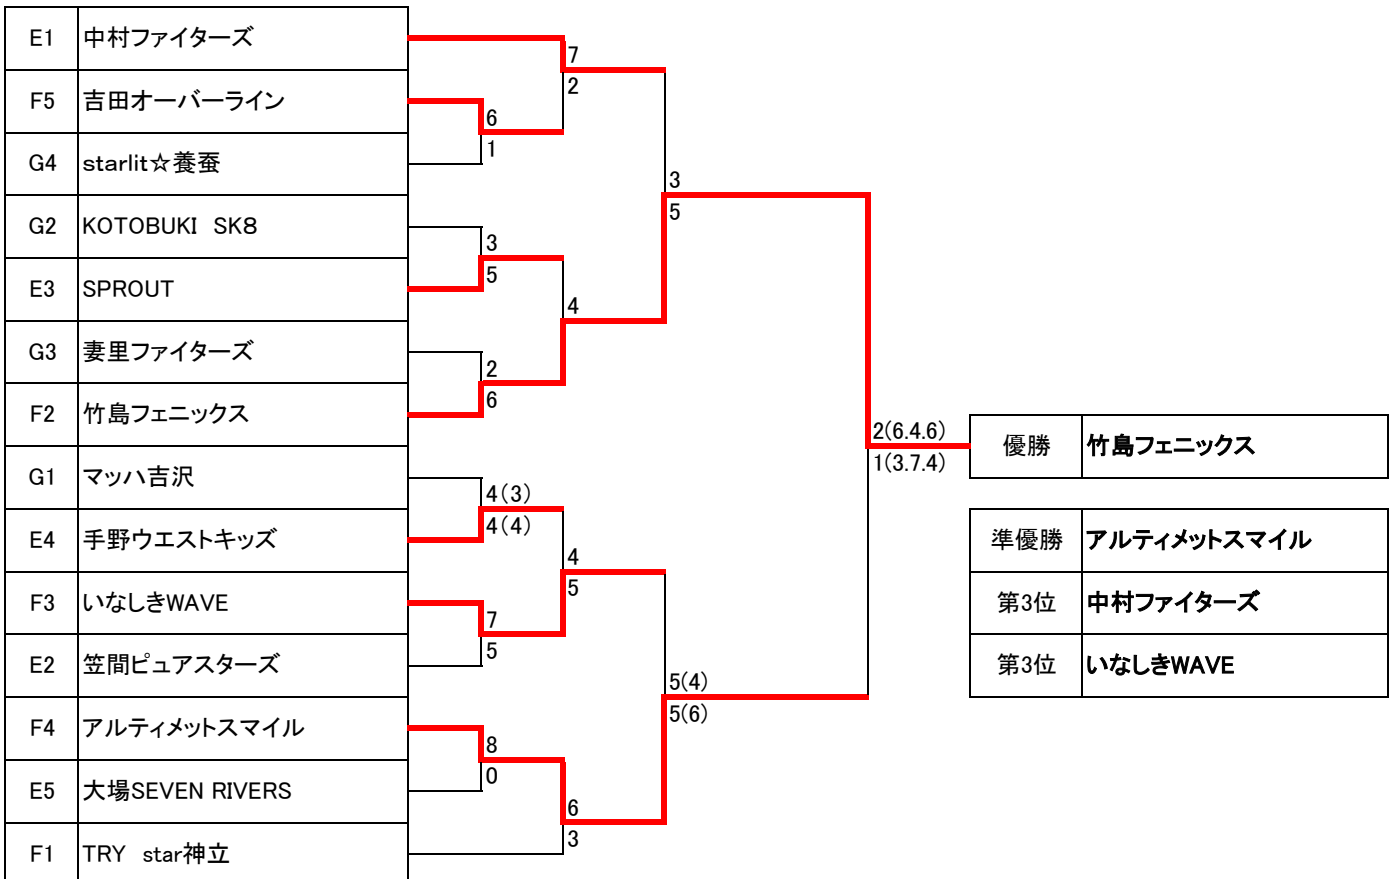 E1 中村ファイターズ
7
2
F5 吉田オーバーライン
6
1
G4 starlit☆養蚕
3
5
G2 KOTOBUKI SK8
3
5
E3 SPROUT
4
G3 妻里ファイターズ
2
6
F2 竹島フェニックス
2(6.4.6)
1(3.7.4)
優勝 竹島フェニックス
G1 マッハ吉沢
4(3)
4(4)
E4 手野ウエストキッズ
4
5
準優勝 アルティメットスマイル
F3 いなしきWAVE
7
5
第3位 中村ファイターズ
E2 笠間ピュアスターズ
5(4)
5(6)
第3位 いなしきWAVE
F4 アルティメットスマイル
8
0
E5 大場SEVEN RIVERS
6
3
F1 TRY star神立